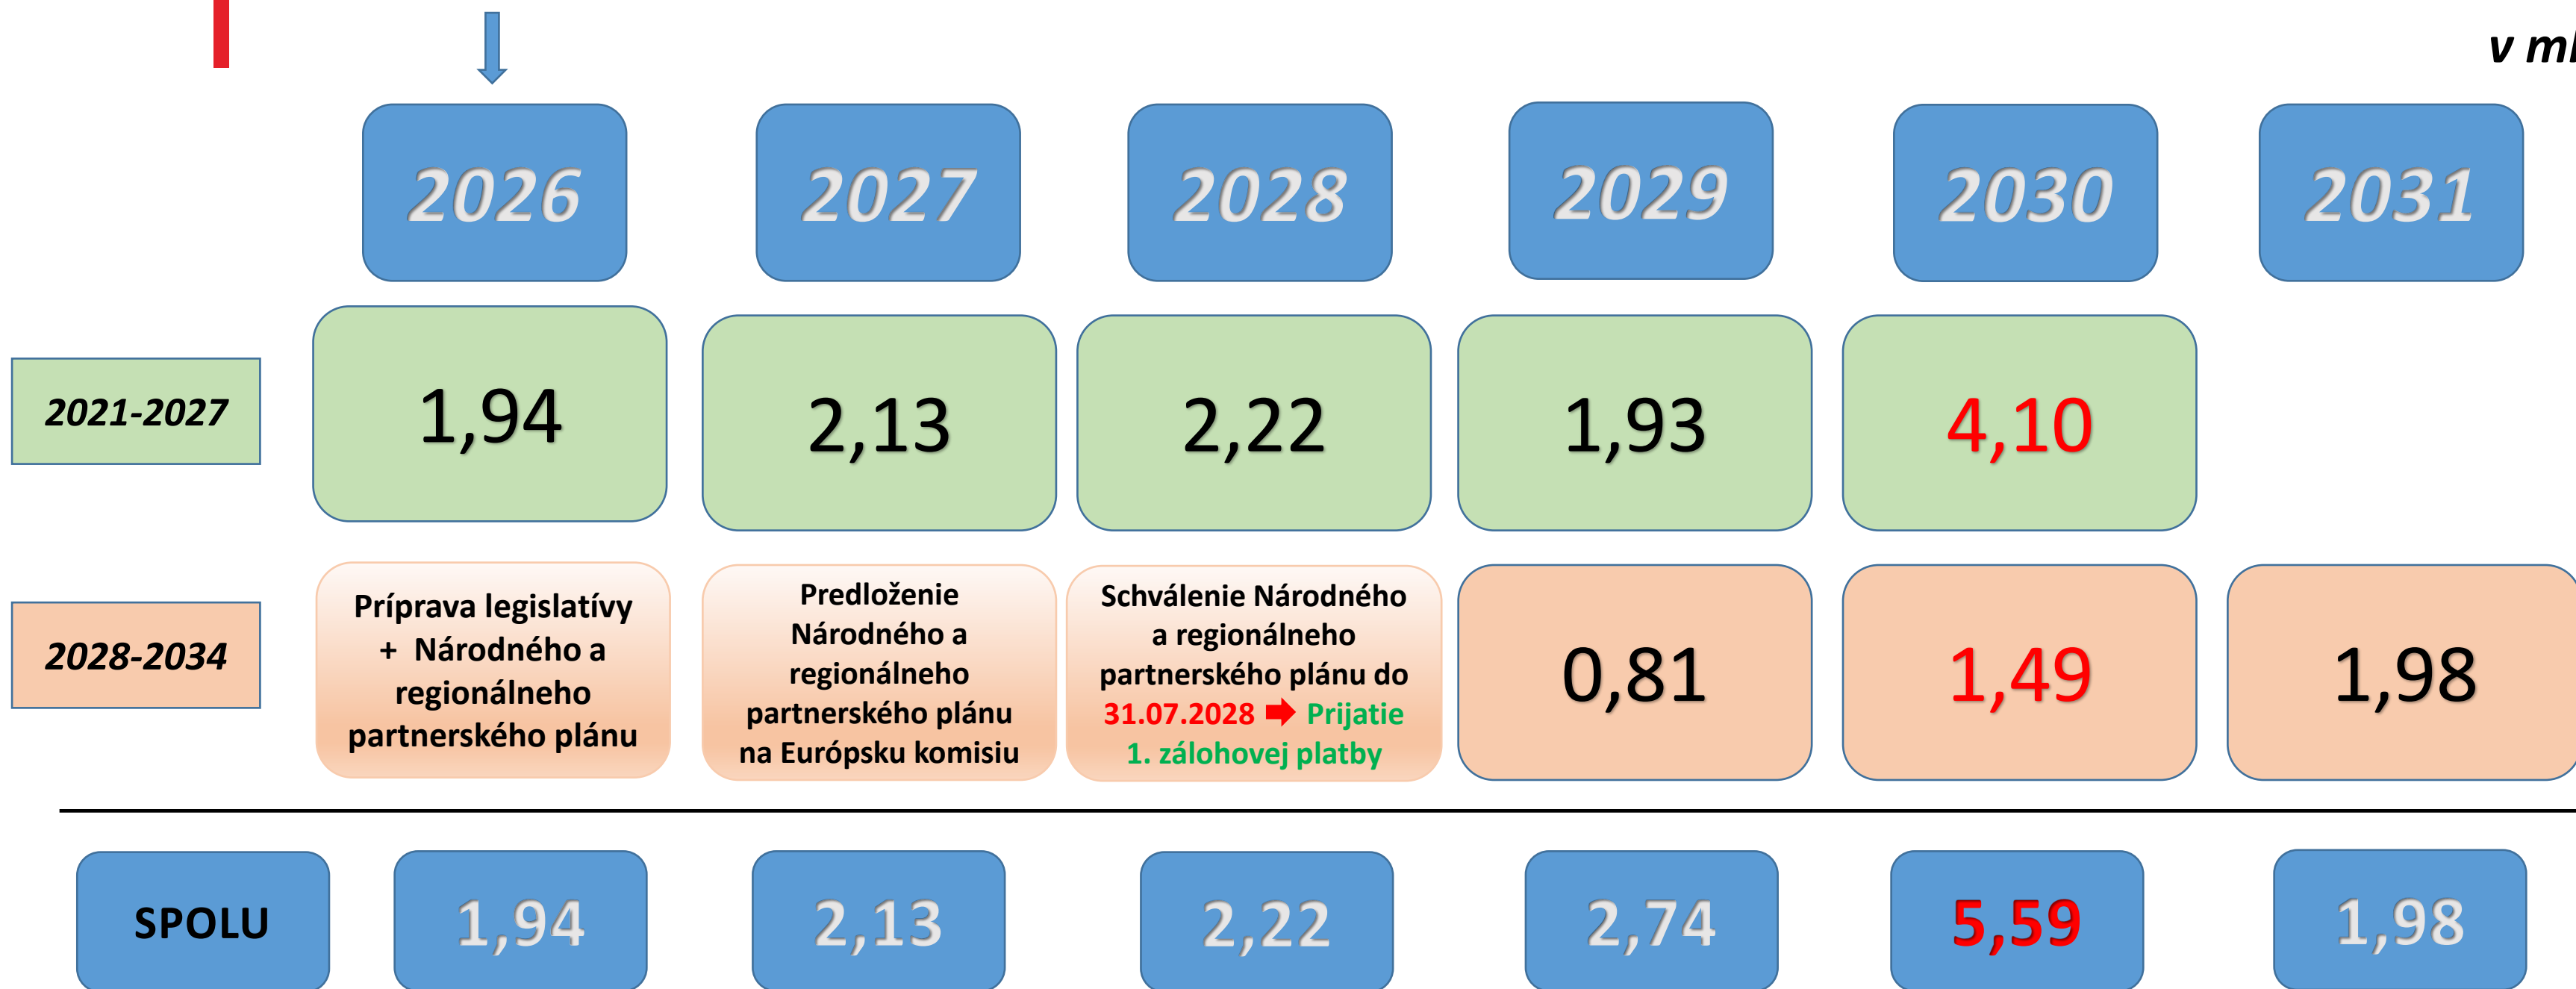 v
2026 2027 2028 2029 2030 2031
2021-2027 1,94 2,13 2,22 1,93 4,10
2028-2034
Príprava legislatívy
+ Národného a
regionálneho
partnerského plánu
Predloženie
Národného a
regionálneho
partnerského plánu
na Európsku komisiu
Schválenie Národného
a regionálneho
partnerského plánu do
31.07.2028 Prijatie
1. zálohovej platby
0,81 1,49 1,98
SPOLU 1,94 2,13 2,22 2,74 5,59 1,98